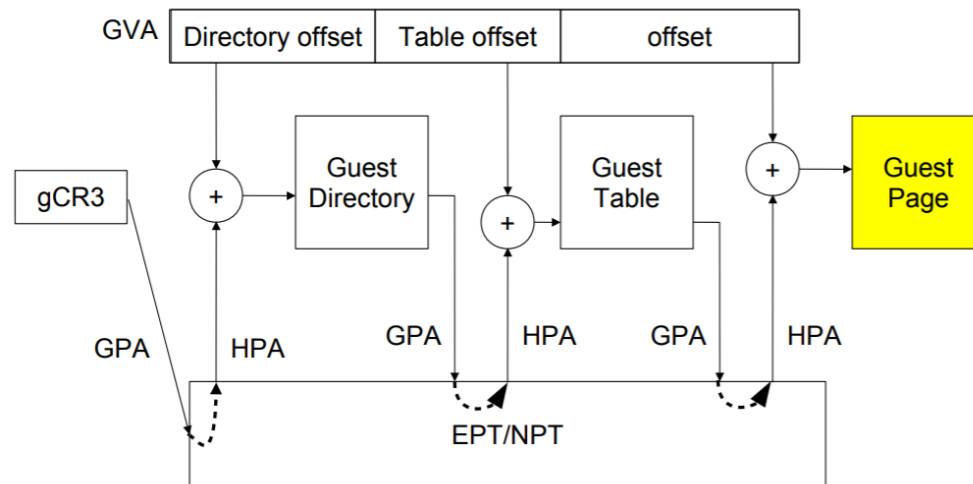 GVA
Directory offset
Table offset
offset
gCR3
+
Guest
Directory
+
Guest
Table
+
Guest
Page
GPA
HPA
GPA
HPA
GPA
HPA
EPT/NPT